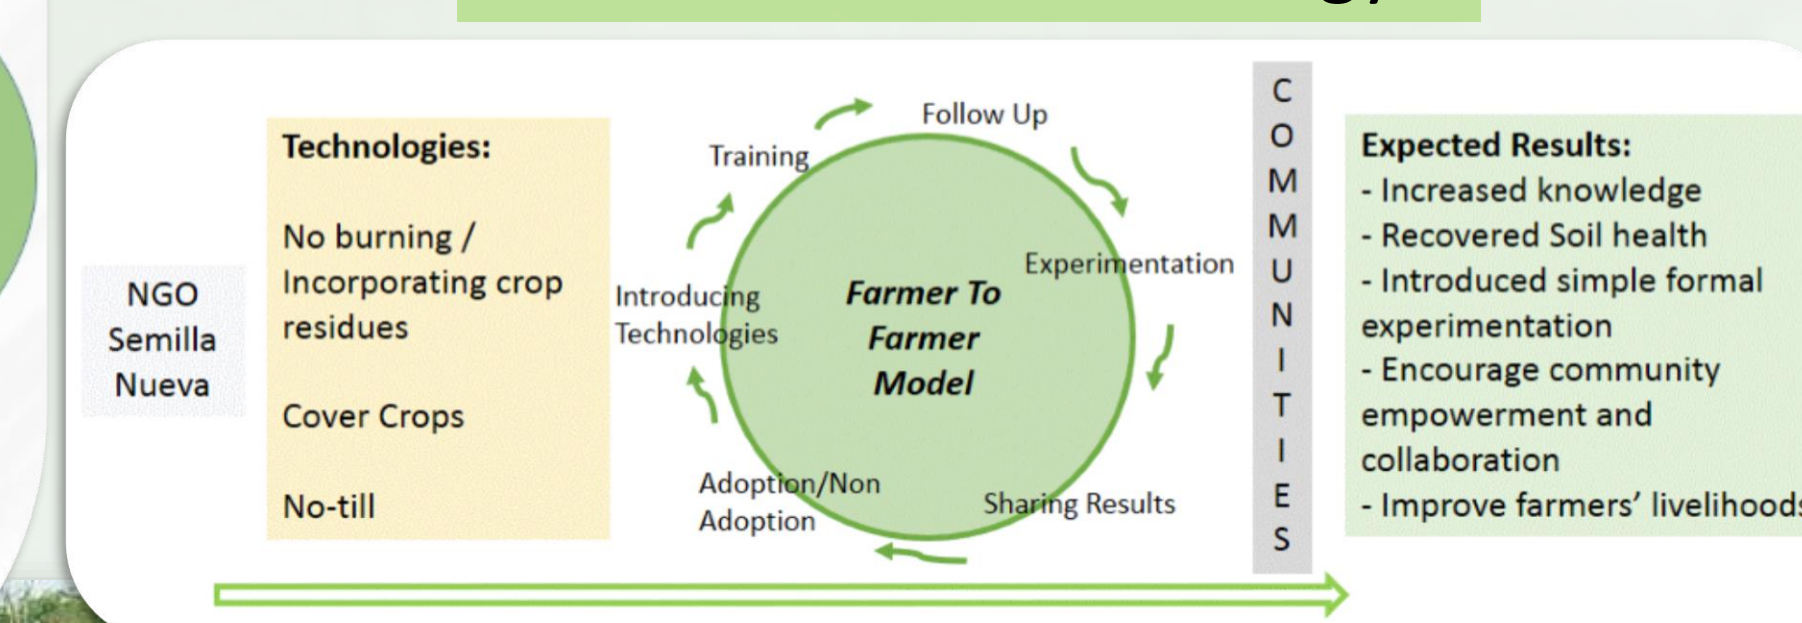 NGO
Semilla
Nueva
Technologies:
No burning /
Incorporating crop
residues
Cover Crops
No-till
Follow Up
Training
Experimentation
Introducing
Technologies
Farmer To
Farmer
Model
Adoption/Non
Adoption
Sharing Results
COMMUNITIES
Expected Results:
- Increased knowledge
- Recovered Soil health
- Introduced simple formal
experimentation
- Encourage community
empowerment and
collaboration
- Improve farmers' livelihoods